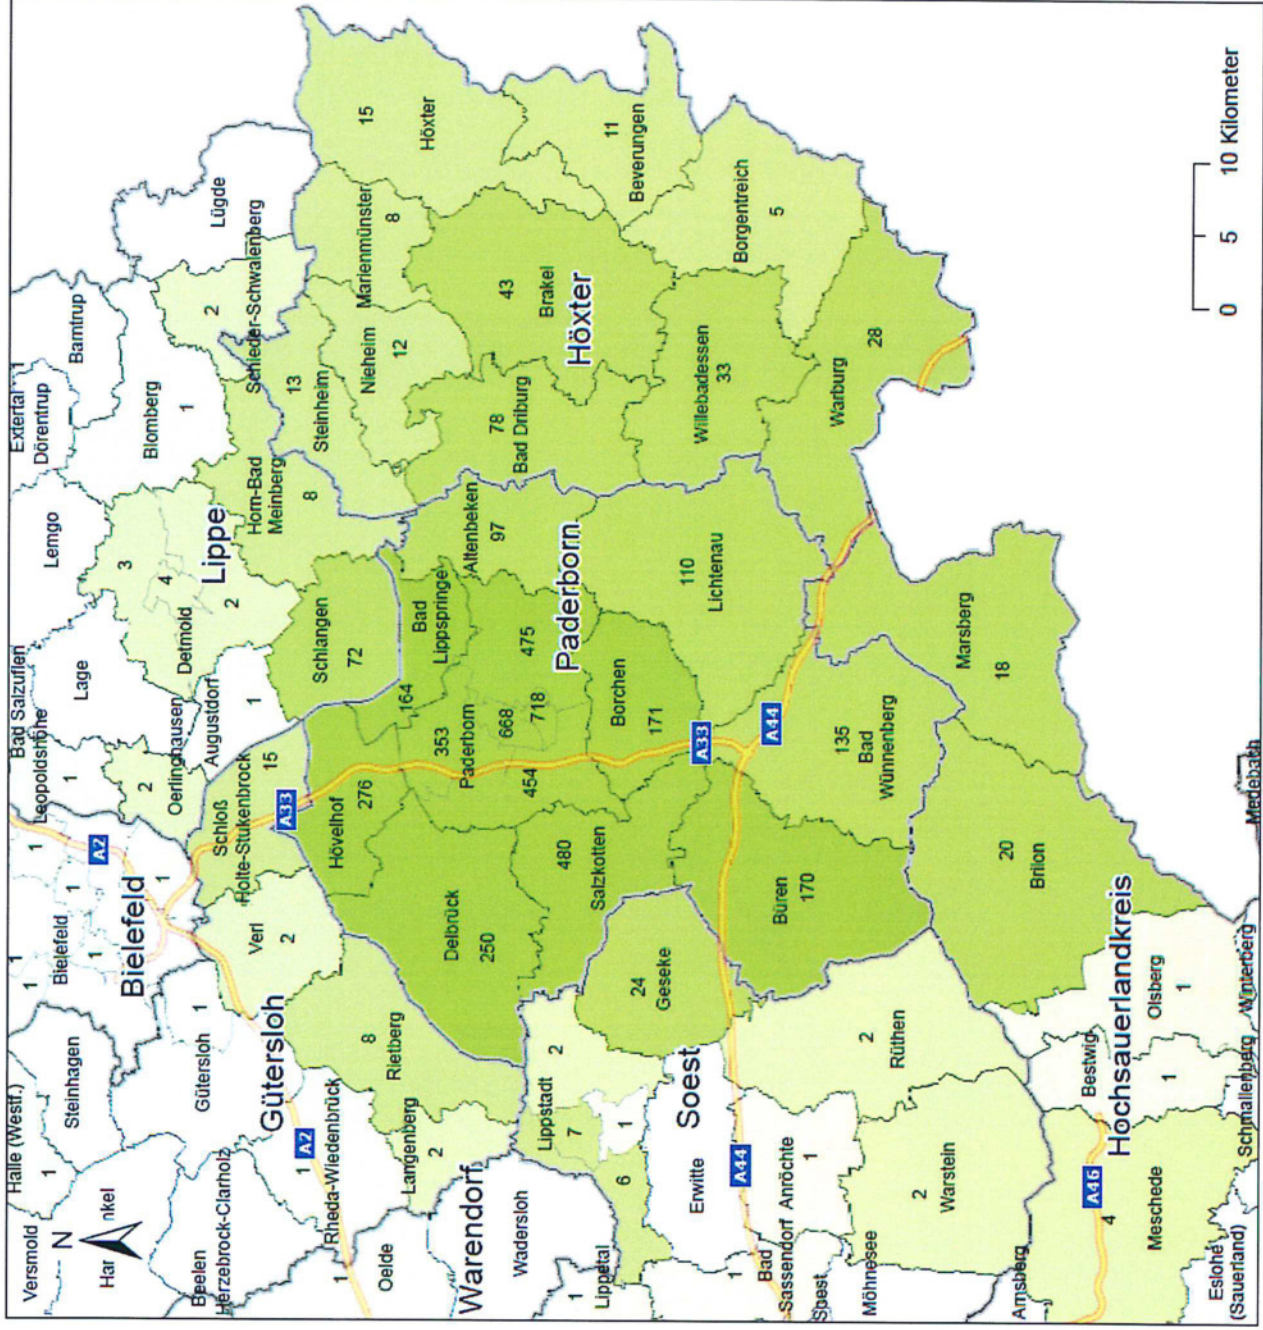 Versmold
Halle (Westf.)
1
Steinhagen
1
1
Bielefeld
1
1
1
1
Bielefeld
A2
Leopoldshöhe
1
Bad Salzuflen
Lage
Lemgo
Extertal
1
Dörentrup
Barntrup
N
Har
nkel
Beelen
Herzebrock-Clarholz
Gütersloh
1
Gütersloh
Verl
2
Schloß
Holte-Stukenbrock
15
A33
Oerlinghausen
2
Augustdorf
1
Detmold
3
4
2
Lippe
Blomberg
1
Lügde
2
Schieder-Schwalenberg
Horn-Bad
Meinberg
8
13
Steinheim
Marienmünster
8
15
Höxter
A2
1
Rheda-Wiedenbrück
1
Oelde
Langenberg
2
8
Rietberg
Hövelhof
276
Schlangen
72
164
Bad
Lippspringe
Nieheim
12
Warendorf
Wadersloh
Delbrück
250
353
Paderborn
668
718
454
475
Altenbeken
97
Paderborn
78
Bad Driburg
43
Brakel
Höxter
11
Beverungen
1
Lippetal
Lippstadt
7
2
6
1
480
Salzkotten
24
Geseke
Borchen
171
110
Lichtenau
Willebadessen
33
Borgentreich
5
Soest
Erwitte
A33
A44
A44
1
Bad
Sassendorf
Soest
Anröchte
1
Möhnesee
Büren
170
135
Bad
Wünnenberg
Warburg
28
2
Rüthen
2
Warstein
Marsberg
18
20
Brilon
Arnsberg
A46
4
Meschede
Bestwig
1
Hochsauerlandkreis
Olsberg
1
Eslohe
(Sauerland)
Schmallenberg
Winterberg
Medebach
0
5
10 Kilometer